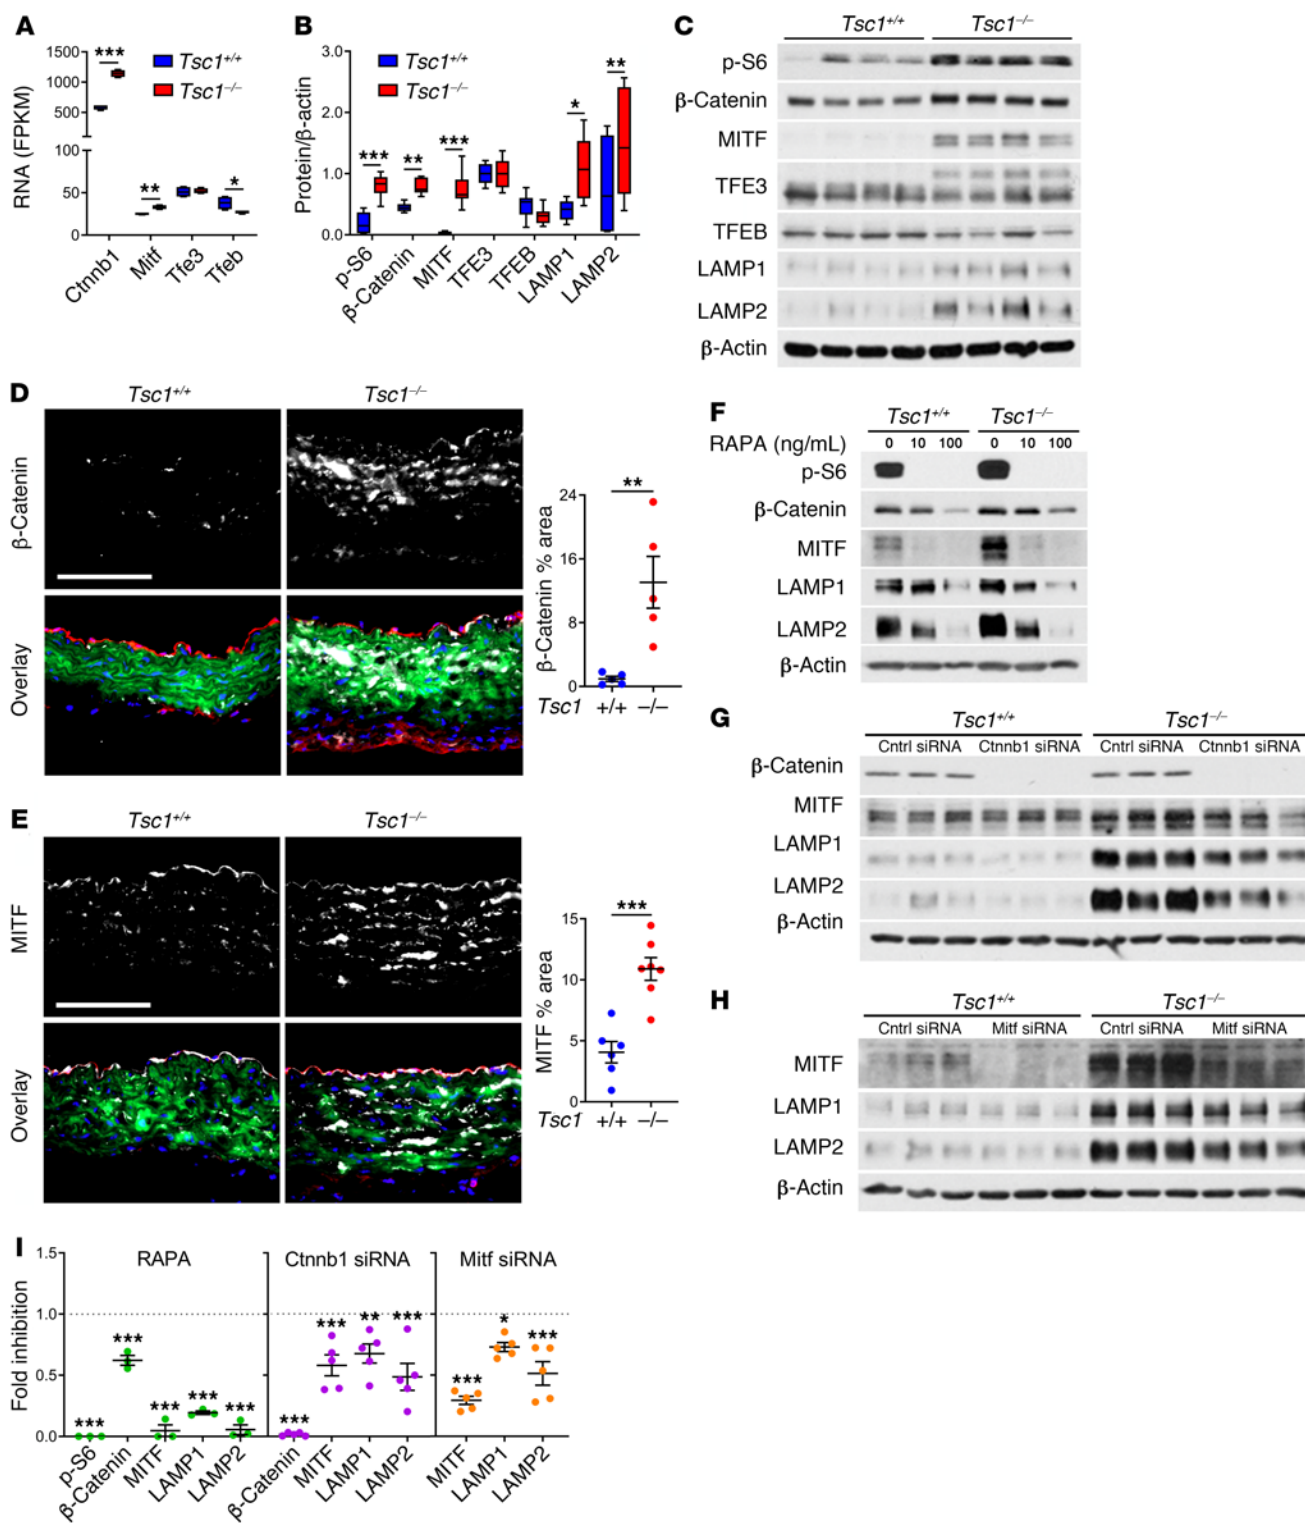 A
RNA (FPKM)
1500
1000
500
100
50
0
***
**
*
Tsc1+/+
Tsc1−/−
Ctnnb1
Mitf
Tfe3
Tfeb
B
Protein/β-actin
3.0
2.0
1.0
0.0
Tsc1+/+
Tsc1−/−
***
**
***
*
**
p-S6
β-Catenin
MITF
TFE3
TFEB
LAMP1
LAMP2
C
Tsc1+/+ Tsc1−/−
p-S6
β-Catenin
MITF
TFE3
TFEB
LAMP1
LAMP2
β-Actin
D
Tsc1+/+ Tsc1−/−
β-Catenin
Overlay
β-Catenin % area
24
16
8
0
**
Tsc1 +/+ −/−
E
Tsc1+/+ Tsc1−/−
MITF
Overlay
MITF % area
15
10
5
0
***
Tsc1 +/+ −/−
F
Tsc1+/+ Tsc1−/−
RAPA (ng/mL) 0 10 100 0 10 100
p-S6
β-Catenin
MITF
LAMP1
LAMP2
β-Actin
G
Tsc1+/+ Tsc1−/−
Cntrl siRNA Ctnnb1 siRNA Cntrl siRNA Ctnnb1 siRNA
β-Catenin
MITF
LAMP1
LAMP2
β-Actin
H
Tsc1+/+ Tsc1−/−
Cntrl siRNA Mitf siRNA Cntrl siRNA Mitf siRNA
MITF
LAMP1
LAMP2
β-Actin
I
Fold inhibition
1.5
1.0
0.5
0.0
RAPA Ctnnb1 siRNA Mitf siRNA
*** *** *** *** ***
*** *** ** ***
*** * ***
p-S6
β-Catenin
MITF
LAMP1
LAMP2
β-Catenin
MITF
LAMP1
LAMP2
MITF
LAMP1
LAMP2